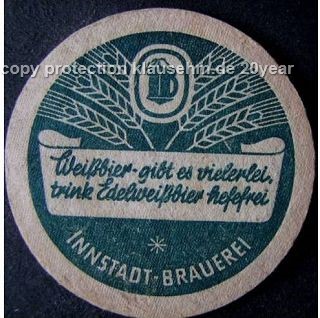 copy protection klausehm.de 20year
Weißbier-gibt es vielerlei,
trink Edelweißbier hefefrei
INNSTADT-BRAUEREI